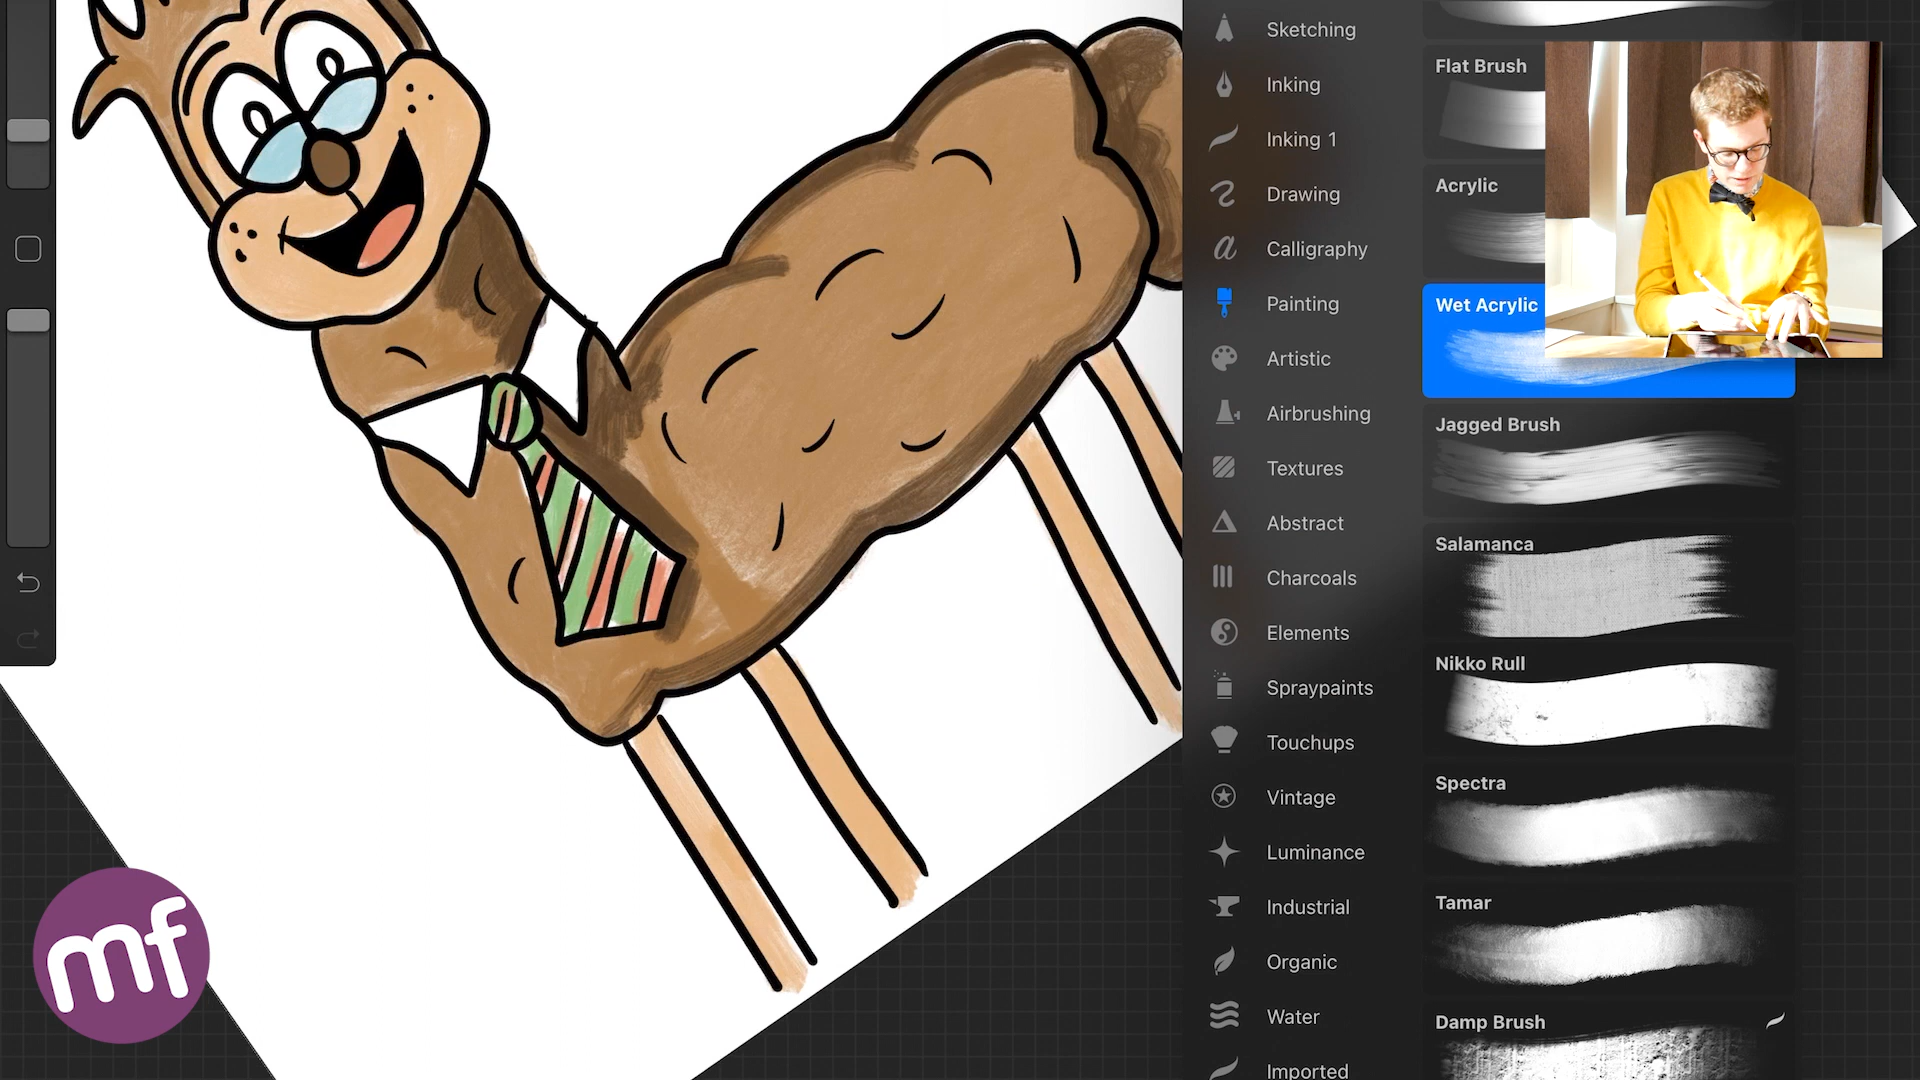 Sketching
Inking
Inking 1
Drawing
Calligraphy
Painting
Artistic
Airbrushing
Textures
Abstract
Charcoals
Elements
Spraypaints
Touchups
Vintage
Luminance
Industrial
Organic
Water
Imported
Flat Brush
Acrylic
Wet Acrylic
Jagged Brush
Salamanca
Nikko Rull
Spectra
Tamar
Damp Brush
mf